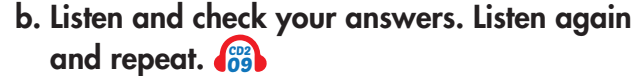 b. Listen and check your answers. Listen again
and repeat. CD2 09